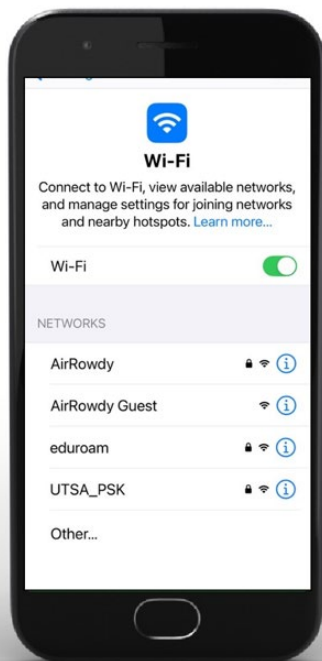 Wi-Fi
Connect to Wi-Fi, view available networks,
and manage settings for joining networks
and nearby hotspots. Learn more...
Wi-Fi
NETWORKS
AirRowdy
AirRowdy Guest
eduroam
UTSA_PSK
Other...